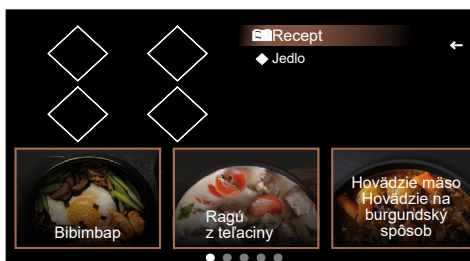 Recept
Jedlo
Bibimbap
Ragú
z teľaciny
Hovädzie mäso
Hovädzie na
burgundský
spôsob